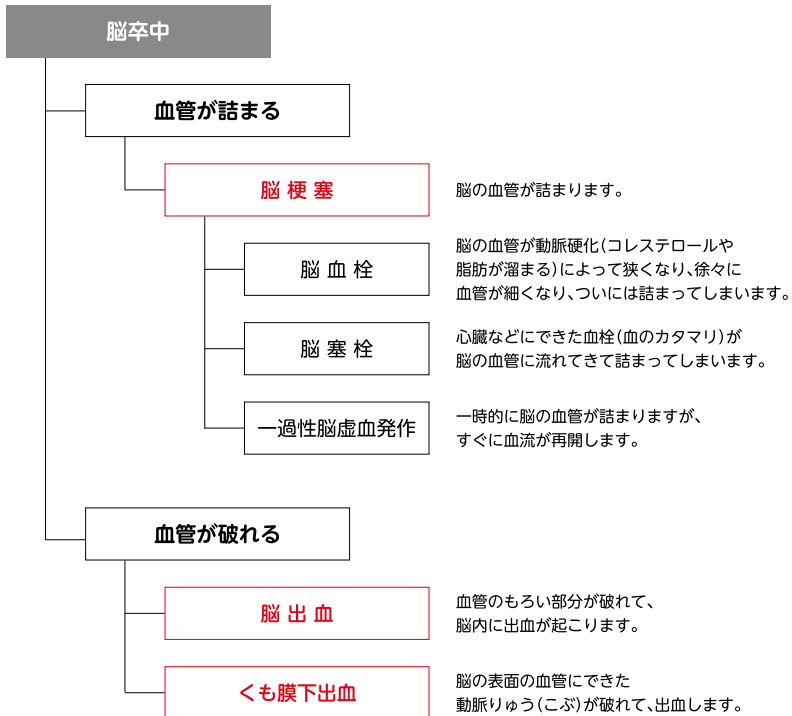 脳卒中
血管が詰まる
脳梗塞
脳の血管が詰まります。
脳血栓
脳の血管が動脈硬化(コレステロールや
脂肪が溜まる)によって狭くなり、徐々に
血管が細くなり、ついには詰まってしまいます。
脳塞栓
心臓などにできた血栓(血のカタマリ)が
脳の血管に流れてきて詰まってしまいます。
一過性脳虚血発作
一時的に脳の血管が詰まりますが、
すぐに血流が再開します。
血管が破れる
脳出血
血管のもろい部分が破れて、
脳内に出血が起こります。
くも膜下出血
脳の表面の血管にできた
動脈りゅう(こぶ)が破れて、出血します。